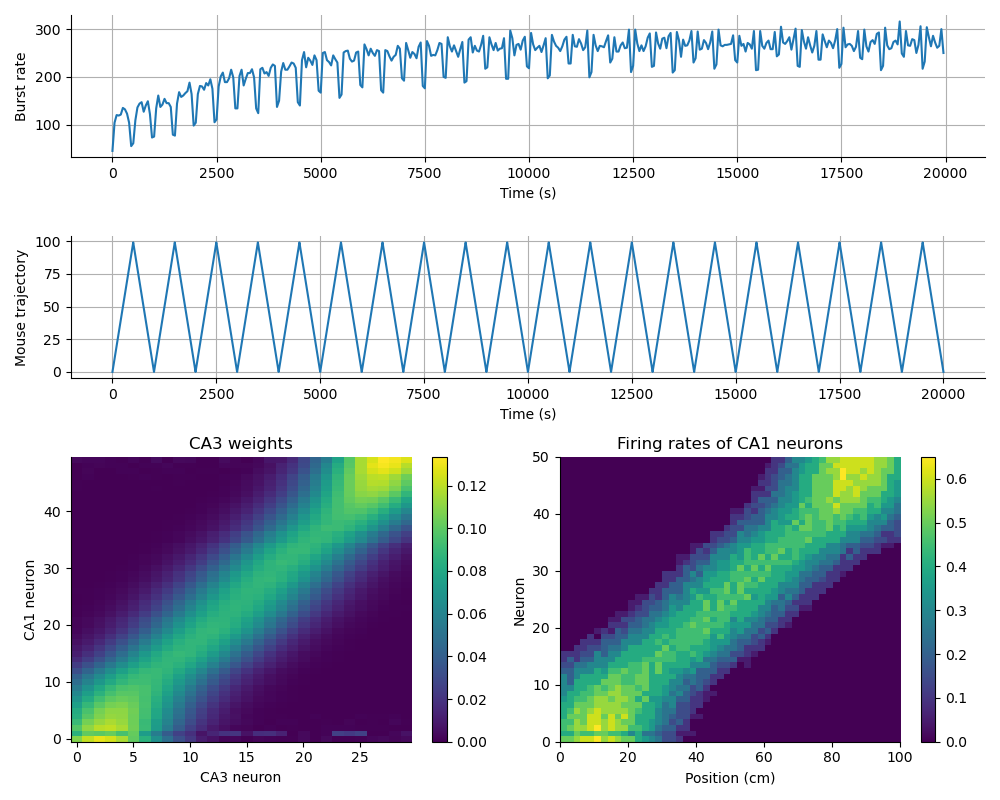 300
200
100
Burst rate
0 2500 5000 7500 10000 12500 15000 17500 20000
Time (s)
100
75
50
25
0
Mouse trajectory
0 2500 5000 7500 10000 12500 15000 17500 20000
Time (s)
CA3 weights
40
30
20
10
0
CA1 neuron
0 5 10 15 20 25
CA3 neuron
0.12
0.10
0.08
0.06
0.04
0.02
0.00
Firing rates of CA1 neurons
50
40
30
20
10
0
Neuron
0 20 40 60 80 100
Position (cm)
0.6
0.5
0.4
0.3
0.2
0.1
0.0